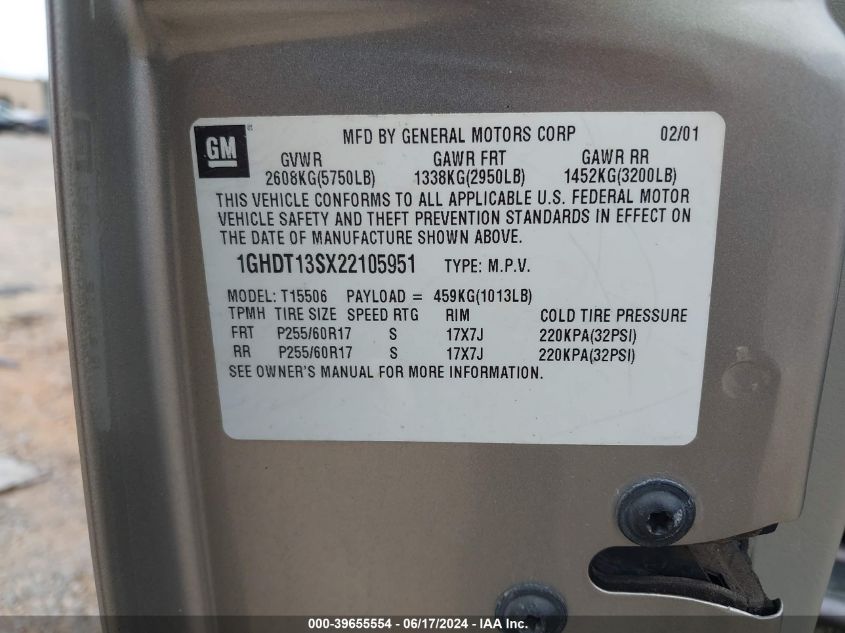 GM
MFD BY GENERAL MOTORS CORP 02/01
GVWR GAWR FRT GAWR RR
2608KG(5750LB) 1338KG(2950LB) 1452KG(3200LB)
THIS VEHICLE CONFORMS TO ALL APPLICABLE U.S. FEDERAL MOTOR
VEHICLE SAFETY AND THEFT PREVENTION STANDARDS IN EFFECT ON
THE DATE OF MANUFACTURE SHOWN ABOVE.
1GHDT13SX22105951 TYPE: M.P.V.
MODEL: T15506 PAYLOAD = 459KG(1013LB)
TPMH TIRE SIZE SPEED RTG RIM COLD TIRE PRESSURE
FRT P255/60R17 S 17X7J 220KPA(32PSI)
RR P255/60R17 S 17X7J 220KPA(32PSI)
SEE OWNER'S MANUAL FOR MORE INFORMATION.
000-39655554 - 06/17/2024 - WWW.IAAI.COM